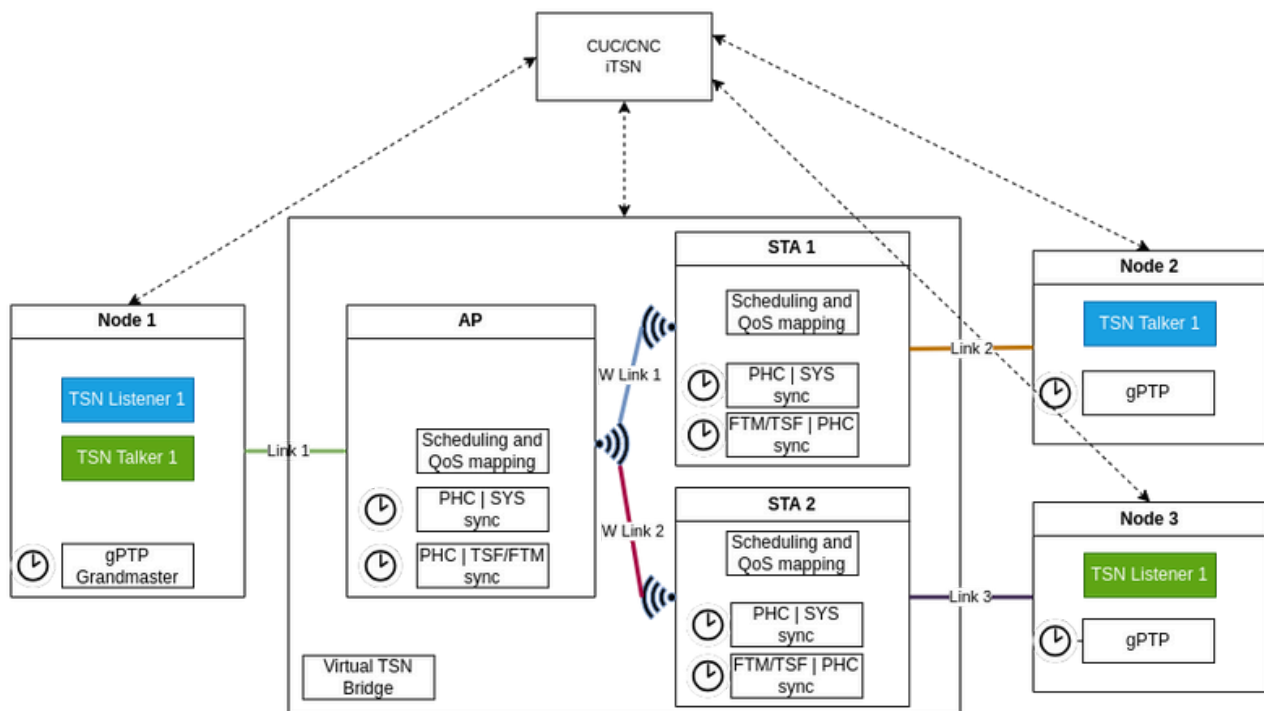 CUC/CNC
iTSN
Node 1
TSN Listener 1
TSN Talker 1
gPTP
Grandmaster
Link 1
AP
Scheduling and
QoS mapping
PHC | SYS
sync
PHC | TSF/FTM
sync
Virtual TSN
Bridge
W Link 1
W Link 2
STA 1
Scheduling and
QoS mapping
PHC | SYS
sync
FTM/TSF | PHC
sync
STA 2
Scheduling and
QoS mapping
PHC | SYS
sync
FTM/TSF | PHC
sync
Link 2
Link 3
Node 2
TSN Talker 1
gPTP
Node 3
TSN Listener 1
gPTP